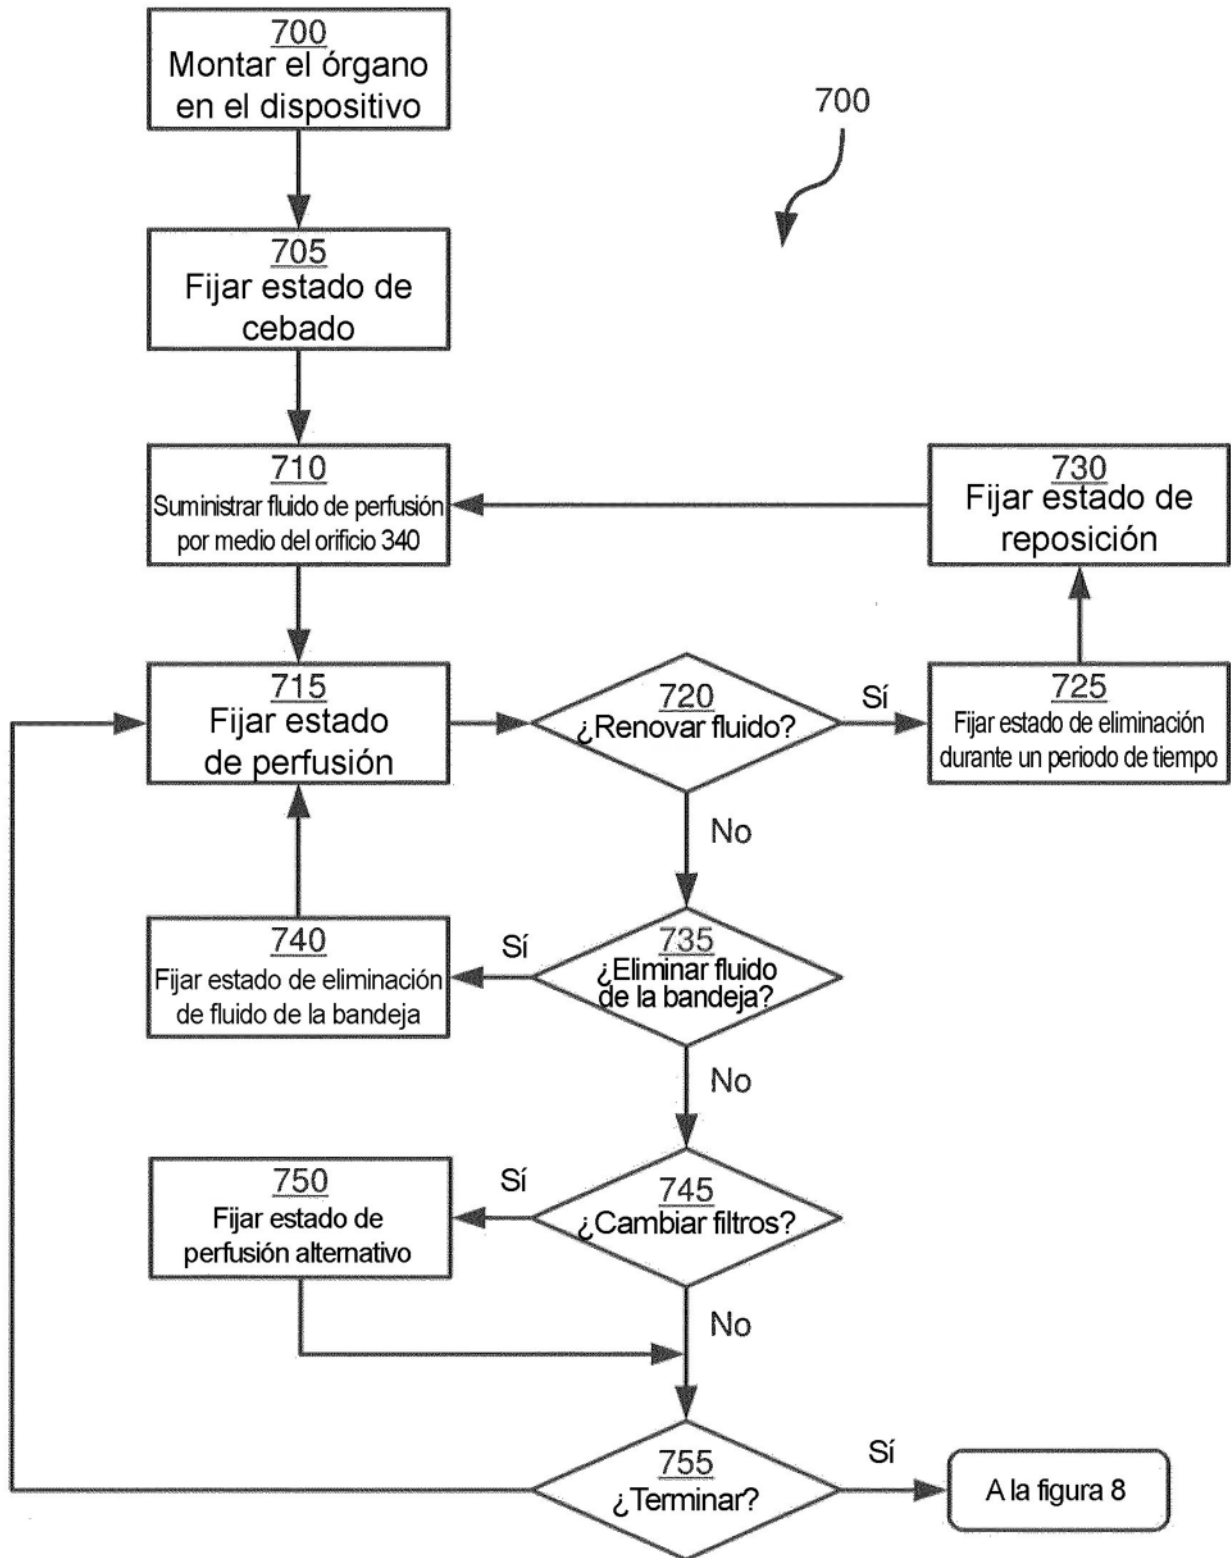 700
Montar el órgano
en el dispositivo
700
705
Fijar estado de
cebado
710
Suministrar fluido de perfusión
por medio del orificio 340
730
Fijar estado de
reposición
715
Fijar estado
de perfusión
720
¿Renovar fluido?
Sí
725
Fijar estado de eliminación
durante un periodo de tiempo
No
740
Fijar estado de eliminación
de fluido de la bandeja
Sí
735
¿Eliminar fluido
de la bandeja?
No
750
Fijar estado de
perfusión alternativo
Sí
745
¿Cambiar filtros?
No
755
¿Terminar?
Sí
A la figura 8